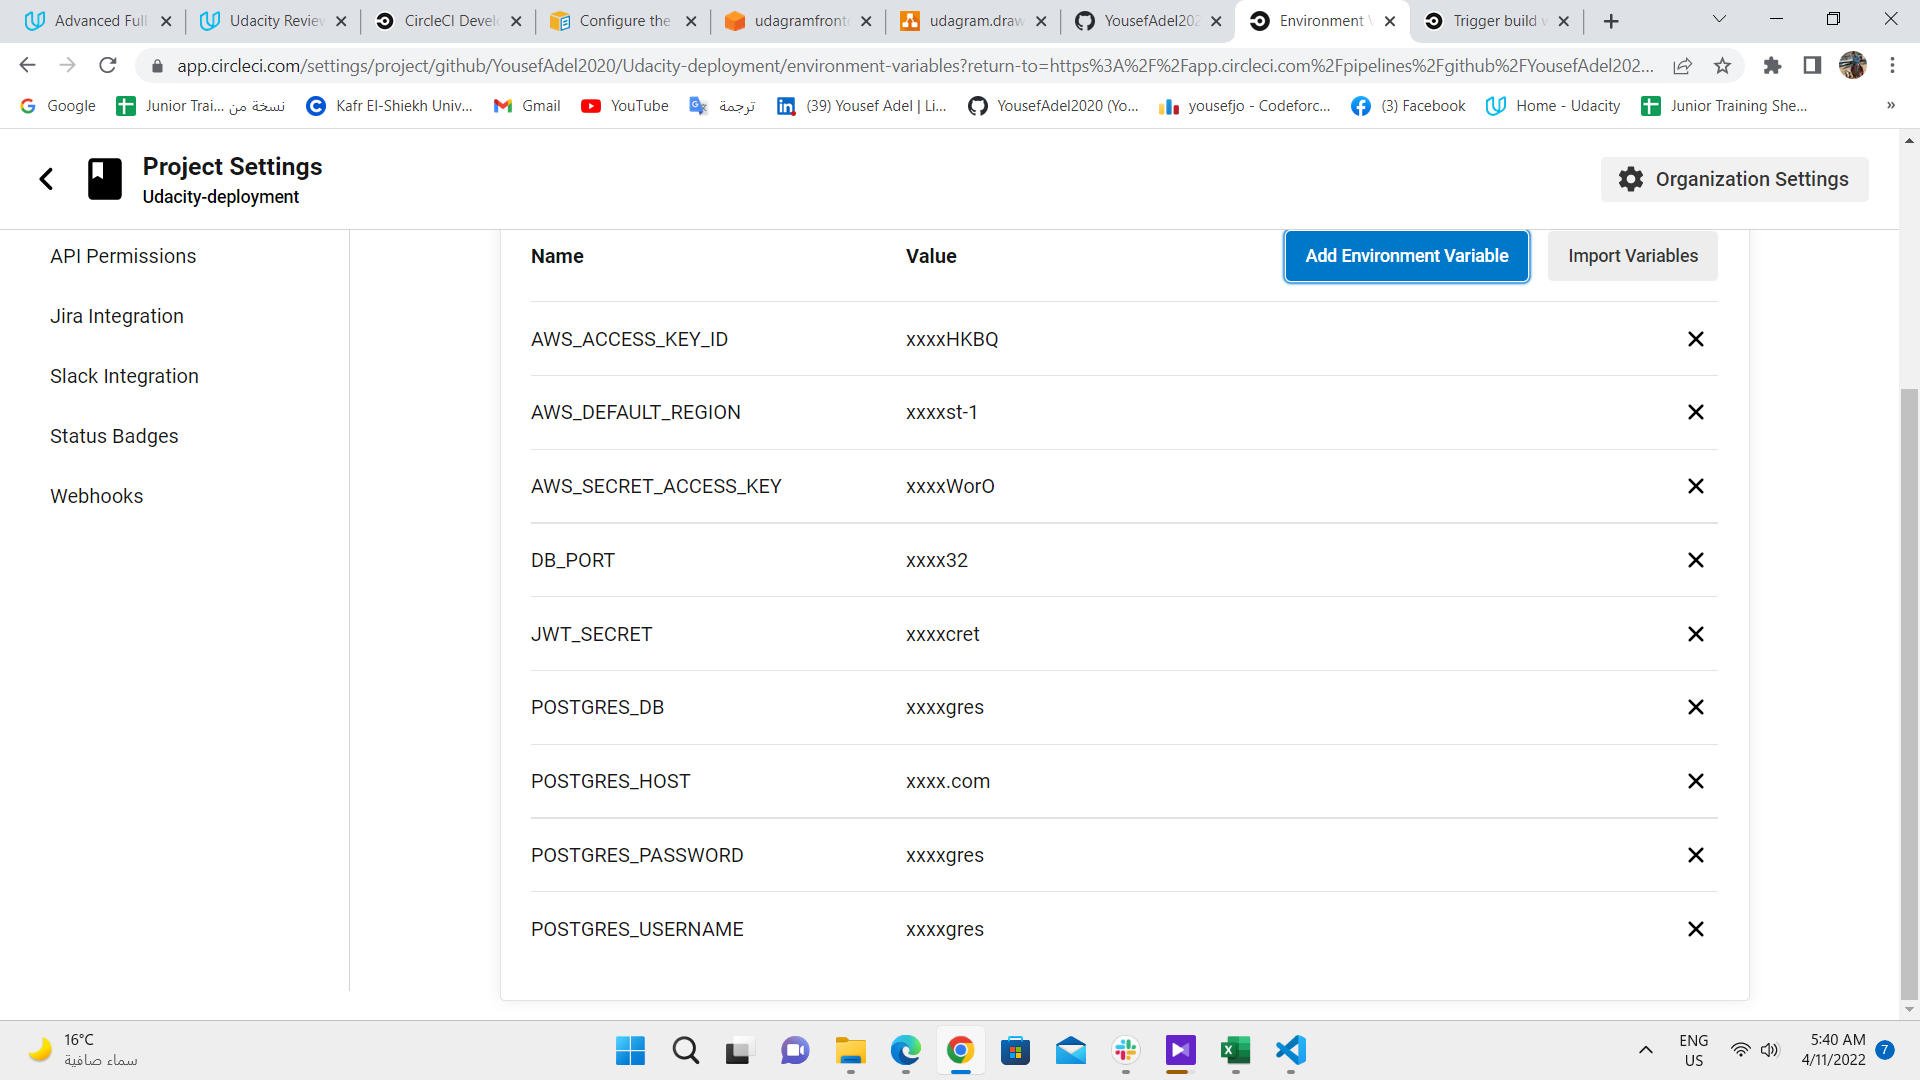 Advanced Full
Udacity Review
CircleCI Devel
Configure the
udagramfront
udagram.draw
YousefAdel202
Environment V
Trigger build v
app.circleci.com/settings/project/github/YousefAdel2020/Udacity-deployment/environment-variables?return-to=https%3A%2F%2Fapp.circleci.com%2Fpipelines%2Fgithub%2FYousefAdel202...
Google
Junior Trai... نسخة من
Kafr El-Shiekh Univ...
Gmail
YouTube
ترجمة
(39) Yousef Adel | Li...
YousefAdel2020 (Yo...
yousefjo - Codeforc...
(3) Facebook
Home - Udacity
Junior Training She...
»
Project Settings
Udacity-deployment
Organization Settings
API Permissions
Jira Integration
Slack Integration
Status Badges
Webhooks
Name Value Add Environment Variable Import Variables
AWS_ACCESS_KEY_ID xxxxHKBQ
AWS_DEFAULT_REGION xxxxst-1
AWS_SECRET_ACCESS_KEY xxxxWorO
DB_PORT xxxx32
JWT_SECRET xxxxcret
POSTGRES_DB xxxxgres
POSTGRES_HOST xxxx.com
POSTGRES_PASSWORD xxxxgres
POSTGRES_USERNAME xxxxgres
16°C
سماء صافية
ENG
US
5:40 AM
4/11/2022
7